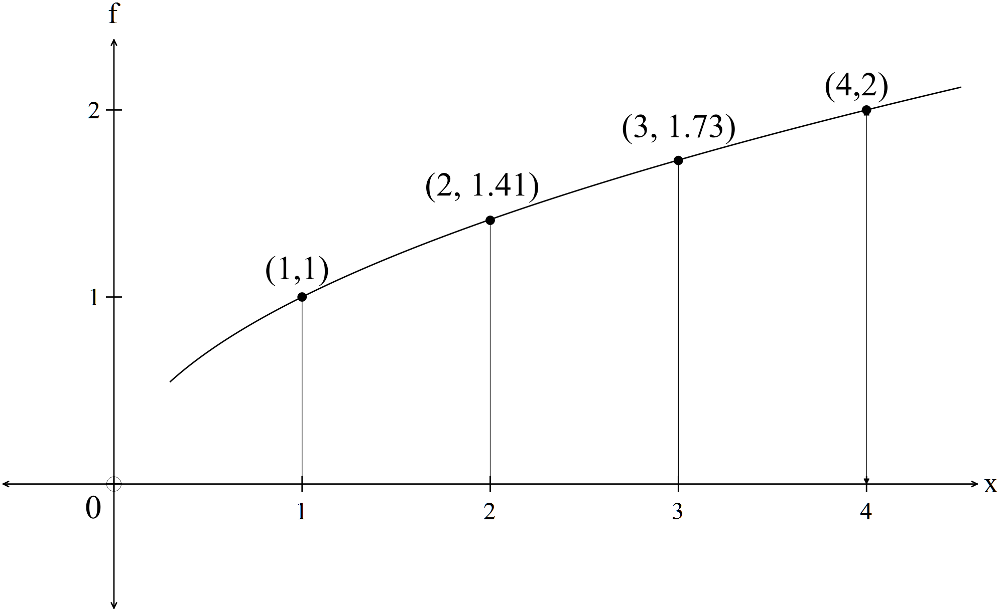 f
(4,2)
2
(3, 1.73)
(2, 1.41)
(1,1)
1
x
0
1 2 3 4